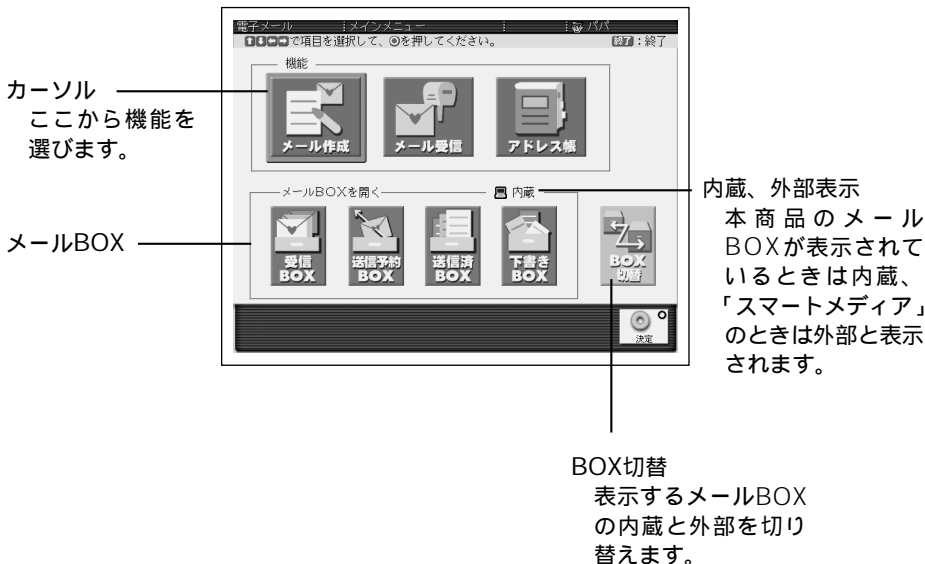 電子メール メインメニュー パパ
で項目を選択して、◎を押してください。 終了:終了
機能
メール作成 メール受信 アドレス帳
メールBOXを開く 内蔵
受信BOX 送信予約BOX 送信済BOX 下書きBOX BOX切替
決定
カーソル
ここから機能を
選びます。
メールBOX
内蔵、外部表示
本商品のメール
BOXが表示されて
いるときは内蔵、
「スマートメディア」
のときは外部と表示
されます。
BOX切替
表示するメールBOX
の内蔵と外部を切り
替えます。